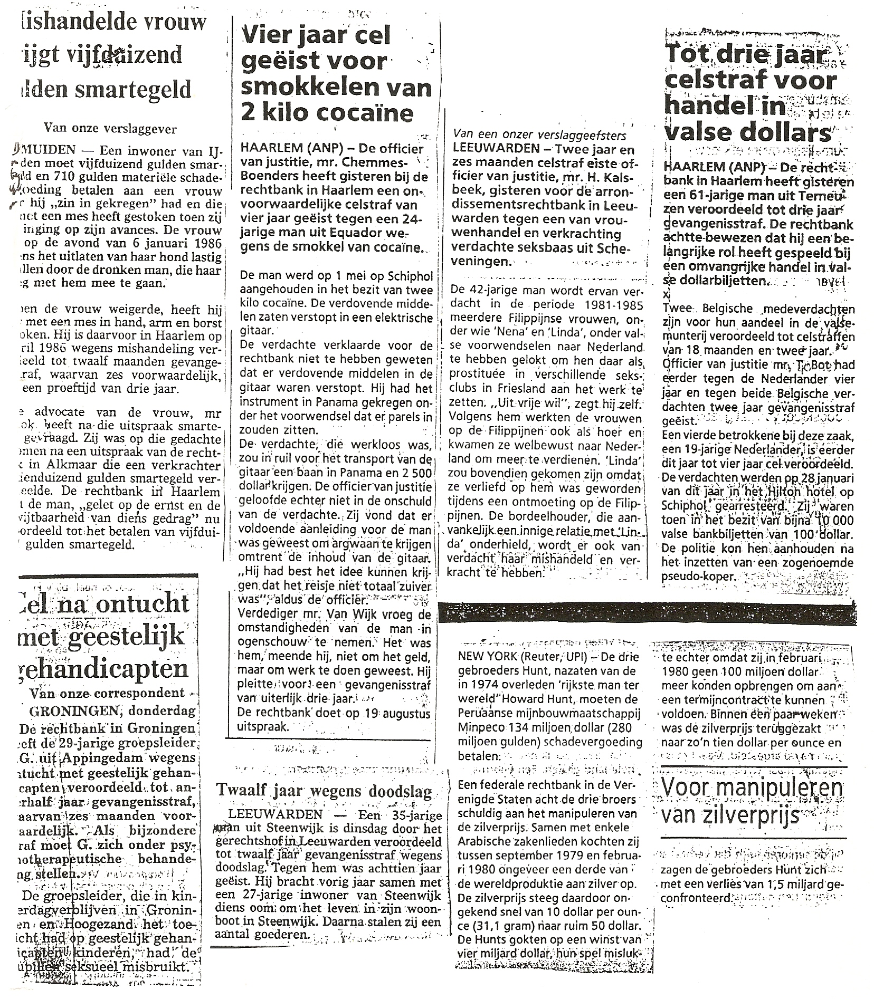 ishandelde vrouw
ijgt vijfduizend
lden smartegeld
Van onze verslaggever
MUIDEN — Een inwoner van IJ-
den moet vijfduizend gulden smar-
ld en 710 gulden materiële schade-
oeding betalen aan een vrouw
r hij „zin in gekregen” had en die
net een mes heeft gestoken toen zij
inging op zijn avances. De vrouw
op de avond van 6 januari 1986
ns het uitlaten van haar hond lastig
llen door de dronken man, die haar
g met hem mee te gaan.
en de vrouw weigerde, heeft hij
met een mes in hand, arm en borst
oken. Hij is daarvoor in Haarlem op
ril 1986 wegens mishandeling ver-
eeld tot twaalf maanden gevange-
raf, waarvan zes voorwaardelijk,
een proeftijd van drie jaar.
e advocate van de vrouw, mr
ok, heeft na die uitspraak smarte-
gevraagd. Zij was op die gedachte
omen na een uitspraak van de recht-
k in Alkmaar die een verkrachter
ienduizend gulden smartegeld ver-
eelde. De rechtbank in Haarlem
t de man, „gelet op de ernst en de
vijtbaarheid van diens gedrag” nu
oordeeld tot het betalen van vijfdui-
gulden smartegeld.
Cel na ontucht
met geestelijk
gehandicapten
Van onze correspondent
GRONINGEN, donderdag
De rechtbank in Groningen
eft de 29-jarige groepsleider
G. uit Appingedam wegens
tucht met geestelijk gehan-
capten veroordeeld tot an-
rhalf jaar gevangenisstraf,
aarvan zes maanden voor-
aardelijk. Als bijzondere
raf moet G. zich onder psy-
hotherapeutische behande-
ng stellen.
De groepsleider, die in kin-
erdagverblijven in Gronin-
en en Hoogezand het toe-
icht had op geestelijk gehan-
icapten kinderen, had de
upillen seksueel misbruikt.
Vier jaar cel
geëist voor
smokkelen van
2 kilo cocaïne
HAARLEM (ANP) – De officier
van justitie, mr. Chemmes-
Boenders heeft gisteren bij de
rechtbank in Haarlem een on-
voorwaardelijke celstraf van
vier jaar geëist tegen een 24-
jarige man uit Equador we-
gens de smokkel van cocaïne.
De man werd op 1 mei op Schiphol
aangehouden in het bezit van twee
kilo cocaïne. De verdovende midde-
len zaten verstopt in een elektrische
gitaar.
De verdachte verklaarde voor de
rechtbank niet te hebben geweten
dat er verdovende middelen in de
gitaar waren verstopt. Hij had het
instrument in Panama gekregen on-
der het voorwendsel dat er parels in
zouden zitten.
De verdachte, die werkloos was,
zou in ruil voor het transport van de
gitaar een baan in Panama en 2 500
dollar krijgen. De officier van justitie
geloofde echter niet in de onschuld
van de verdachte. Zij vond dat er
voldoende aanleiding voor de man
was geweest om argwaan te krijgen
omtrent de inhoud van de gitaar.
„Hij had best het idee kunnen krij-
gen dat het reisje niet totaal zuiver
was”, aldus de officier.
Verdediger mr. Van Wijk vroeg de
omstandigheden van de man in
ogenschouw te nemen. Het was
hem, meende hij, niet om het geld,
maar om werk te doen geweest. Hij
pleitte voor een gevangenisstraf
van uiterlijk drie jaar.
De rechtbank doet op 19 augustus
uitspraak.
Twaalf jaar wegens doodslag
LEEUWARDEN — Een 35-jarige
man uit Steenwijk is dinsdag door het
gerechtshof in Leeuwarden veroordeeld
tot twaalf jaar gevangenisstraf wegens
doodslag. Tegen hem was achttien jaar
geëist. Hij bracht vorig jaar samen met
een 27-jarige inwoner van Steenwijk
diens oom om het leven in zijn woon-
boot in Steenwijk. Daarna stalen zij een
aantal goederen.
Van een onzer verslaggeefsters
LEEUWARDEN – Twee jaar en
zes maanden celstraf eiste of-
ficier van justitie, mr. H. Kals-
beek, gisteren voor de arron-
dissementsrechtbank in Leeu-
warden tegen een van vrou-
wenhandel en verkrachting
verdachte seksbaas uit Sche-
veningen.
De 42-jarige man wordt ervan ver-
dacht in de periode 1981-1985
meerdere Filippijnse vrouwen, on-
der wie ’Nena’ en ’Linda’, onder val-
se voorwendselen naar Nederland
te hebben gelokt om hen daar als
prostituée in verschillende seks-
clubs in Friesland aan het werk te
zetten. „Uit vrije wil”, zegt hij zelf.
Volgens hem werkten de vrouwen
op de Filippijnen ook als hoer en
kwamen ze welbewust naar Neder-
land om meer te verdienen. ’Linda’
zou bovendien gekomen zijn omdat
ze verliefd op hem was geworden
tijdens een ontmoeting op de Filip-
pijnen. De bordeelhouder, die aan-
vankelijk een innige relatie met ’Lin-
da’ onderhield, wordt er ook van
verdacht haar mishandeld en ver-
kracht te hebben.
Tot drie jaar
celstraf voor
handel in
valse dollars
HAARLEM (ANP) – De recht-
bank in Haarlem heeft gisteren
een 61-jarige man uit Terneu-
zen veroordeeld tot drie jaar
gevangenisstraf. De rechtbank
achtte bewezen dat hij een be-
langrijke rol heeft gespeeld bij
een omvangrijke handel in val-
se dollarbiljetten.
Twee Belgische medeverdachten
zijn voor hun aandeel in de valse-
munterij veroordeeld tot celstraffen
van 18 maanden en twee jaar.
Officier van justitie mr. T. Bot had
eerder tegen de Nederlander vier
jaar en tegen beide Belgische ver-
dachten twee jaar gevangenisstraf
geëist.
Een vierde betrokkene bij deze zaak,
een 19-jarige Nederlander, is eerder
dit jaar tot vier jaar cel veroordeeld.
De verdachten werden op 28 januari
van dit jaar in het Hilton hotel op
Schiphol gearresteerd. Zij waren
toen in het bezit van bijna 10 000
valse bankbiljetten van 100 dollar.
De politie kon hen aanhouden na
het inzetten van een zogenoemde
pseudo-koper.
NEW YORK (Reuter, UPI) – De drie
gebroeders Hunt, nazaten van de
in 1974 overleden ’rijkste man ter
wereld” Howard Hunt, moeten de
Peruaanse mijnbouwmaatschappij
Minpeco 134 miljoen dollar (280
miljoen gulden) schadevergoeding
betalen.
Een federale rechtbank in de Ver-
enigde Staten acht de drie broers
schuldig aan het manipuleren van
de zilverprijs. Samen met enkele
Arabische zakenlieden kochten zij
tussen september 1979 en februa-
ri 1980 ongeveer een derde van
de wereldproduktie aan zilver op.
De zilverprijs steeg daardoor on-
gekend snel van 10 dollar per oun-
ce (31,1 gram) naar ruim 50 dollar.
De Hunts gokten op een winst van
vier miljard dollar, hun spel misluk-
te echter omdat zij in februari
1980 geen 100 miljoen dollar
meer konden opbrengen om aan
een termijncontract te kunnen
voldoen. Binnen een paar weken
was de zilverprijs teruggezakt
naar zo’n tien dollar per ounce en
Voor manipuleren
van zilverprijs
zagen de gebroeders Hunt zich
met een verlies van 1,5 miljard ge-
confronteerd.